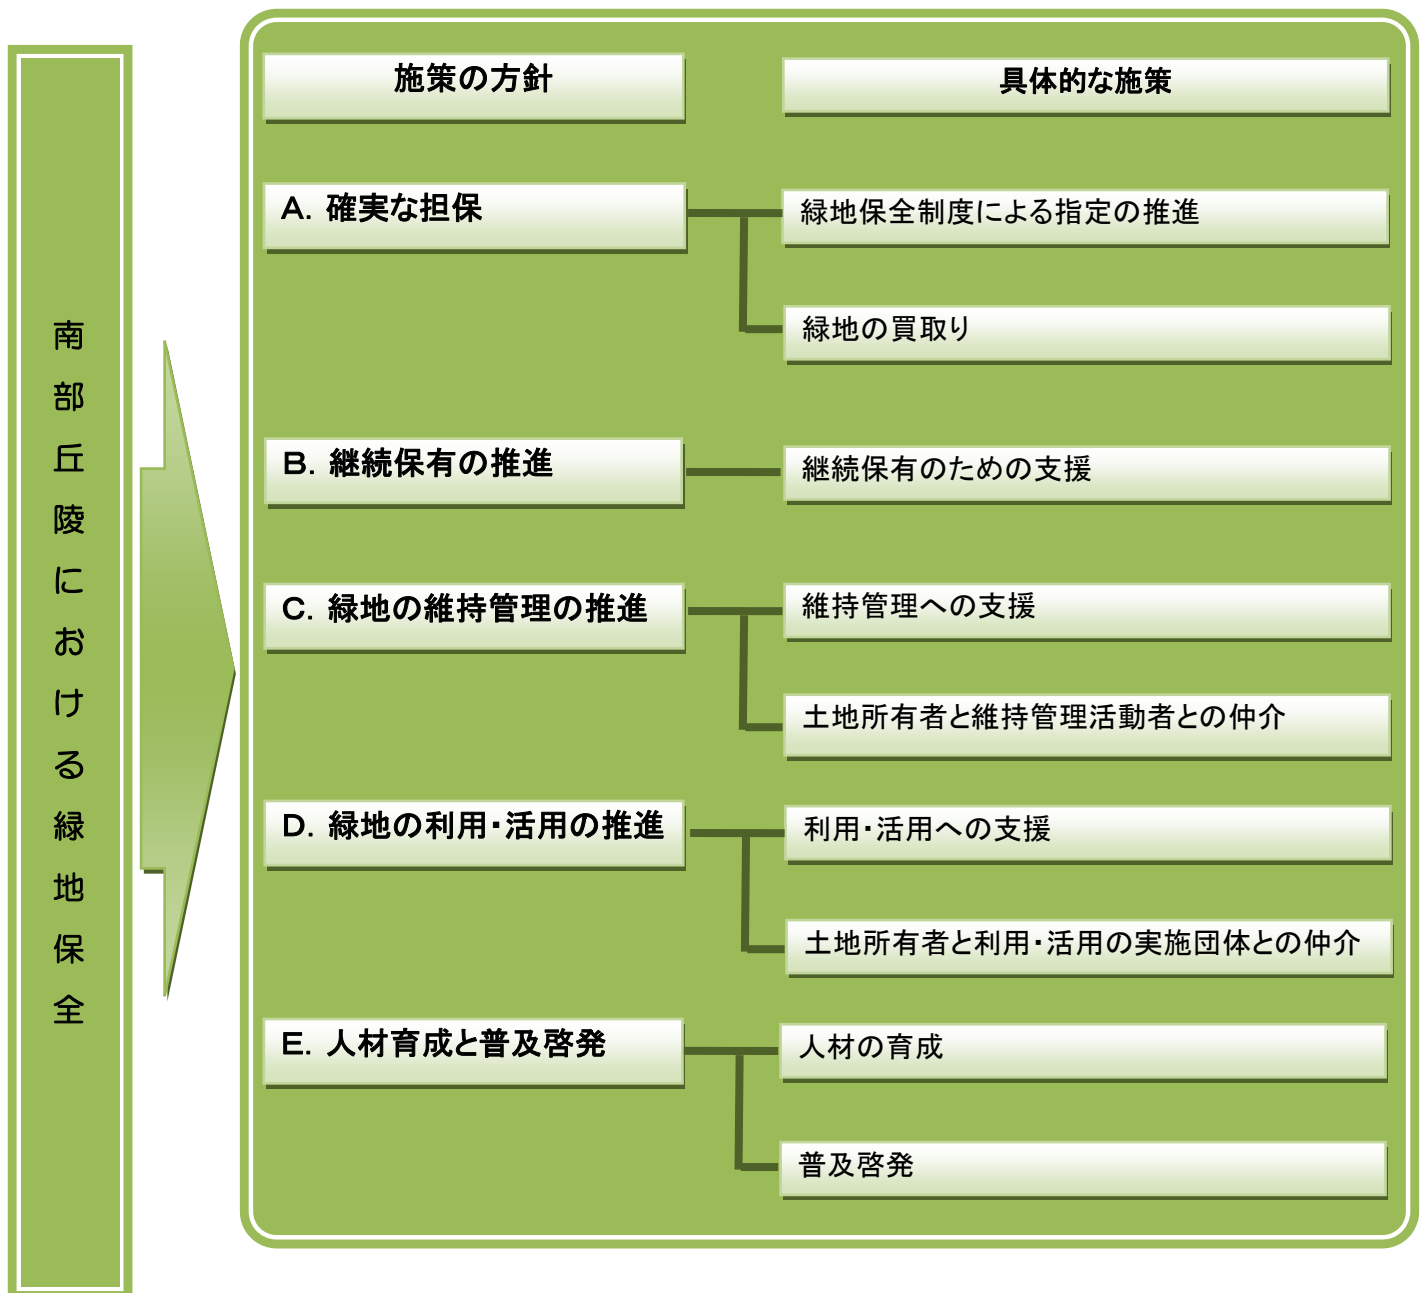 南部丘陵における緑地保全
施策の方針
具体的な施策
A. 確実な担保
緑地保全制度による指定の推進
緑地の買取り
B. 継続保有の推進
継続保有のための支援
C. 緑地の維持管理の推進
維持管理への支援
土地所有者と維持管理活動者との仲介
D. 緑地の利用・活用の推進
利用・活用への支援
土地所有者と利用・活用の実施団体との仲介
E. 人材育成と普及啓発
人材の育成
普及啓発